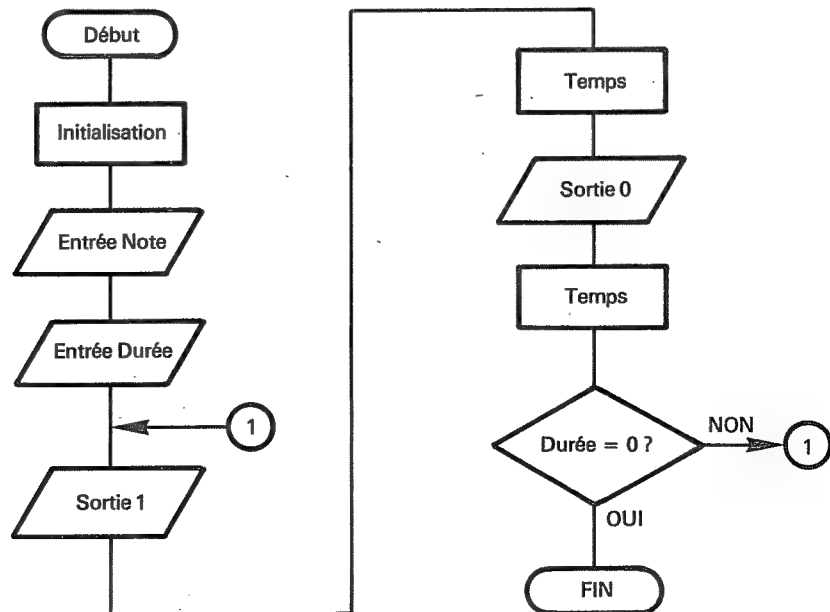 Début
Initialisation
Entrée Note
Entrée Durée
1
Sortie 1
Temps
Sortie 0
Temps
Durée = 0 ?
NON
1
OUI
FIN